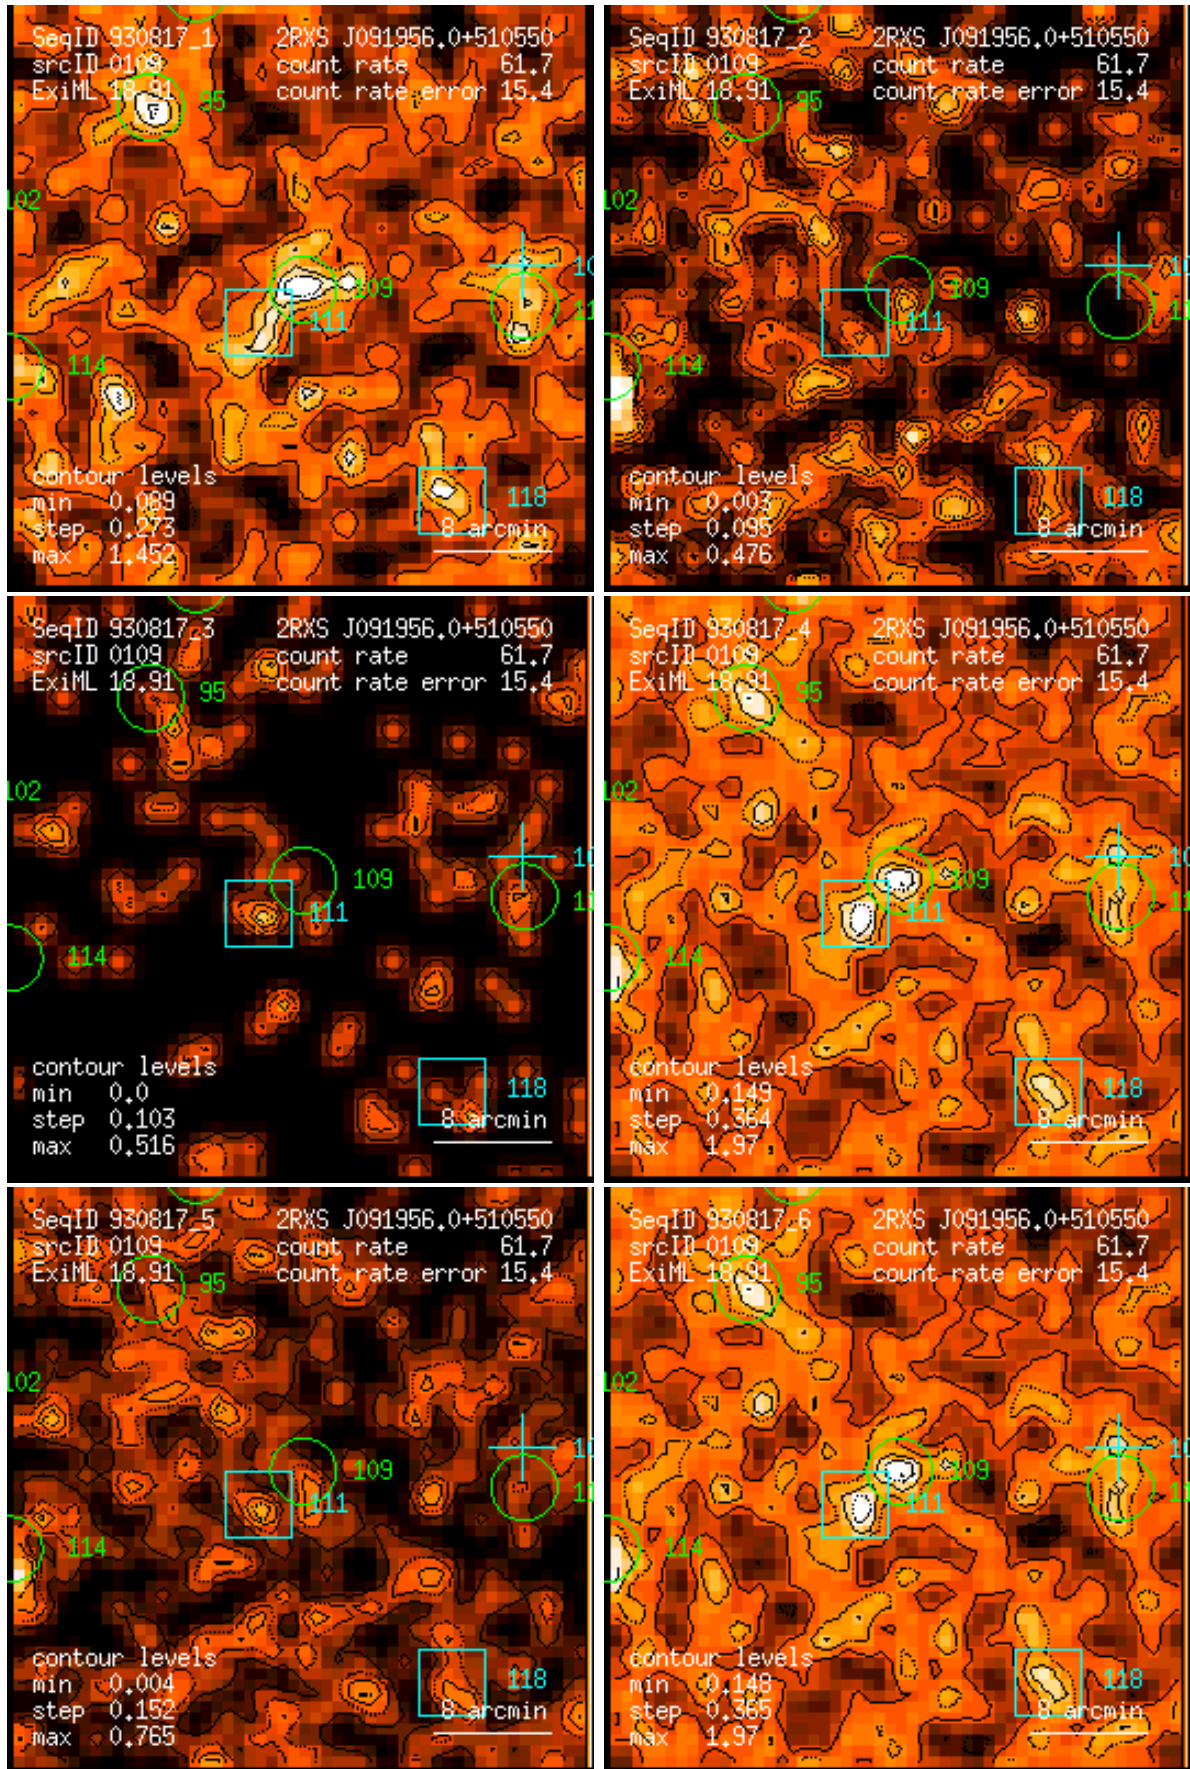 SeqID 930817_1 2RXS J091956.0+510550
srcID 0109 count rate 61.7
ExiML 18.91 count rate error 15.4
95
102
10
109
11
111
114
contour levels
min 0.089
118
step 0.273
8 arcmin
max 1.452
SeqID 930817_2 2RXS J091956.0+510550
srcID 0109 count rate 61.7
ExiML 18.91 count rate error 15.4
95
102
10
109
11
111
114
contour levels
min 0.003
118
step 0.095
8 arcmin
max 0.476
SeqID 930817_3 2RXS J091956.0+510550
srcID 0109 count rate 61.7
ExiML 18.91 count rate error 15.4
95
102
10
109
11
111
114
contour levels
min 0.0
118
step 0.103
8 arcmin
max 0.516
SeqID 930817_4 2RXS J091956.0+510550
srcID 0109 count rate 61.7
ExiML 18.91 count rate error 15.4
95
102
10
109
11
111
114
contour levels
min 0.149
118
step 0.364
8 arcmin
max 1.97
SeqID 930817_5 2RXS J091956.0+510550
srcID 0109 count rate 61.7
ExiML 18.91 count rate error 15.4
95
102
10
109
11
111
114
contour levels
min 0.004
118
step 0.152
8 arcmin
max 0.765
SeqID 930817_6 2RXS J091956.0+510550
srcID 0109 count rate 61.7
ExiML 18.91 count rate error 15.4
95
102
10
109
11
111
114
contour levels
min 0.148
118
step 0.365
8 arcmin
max 1.97